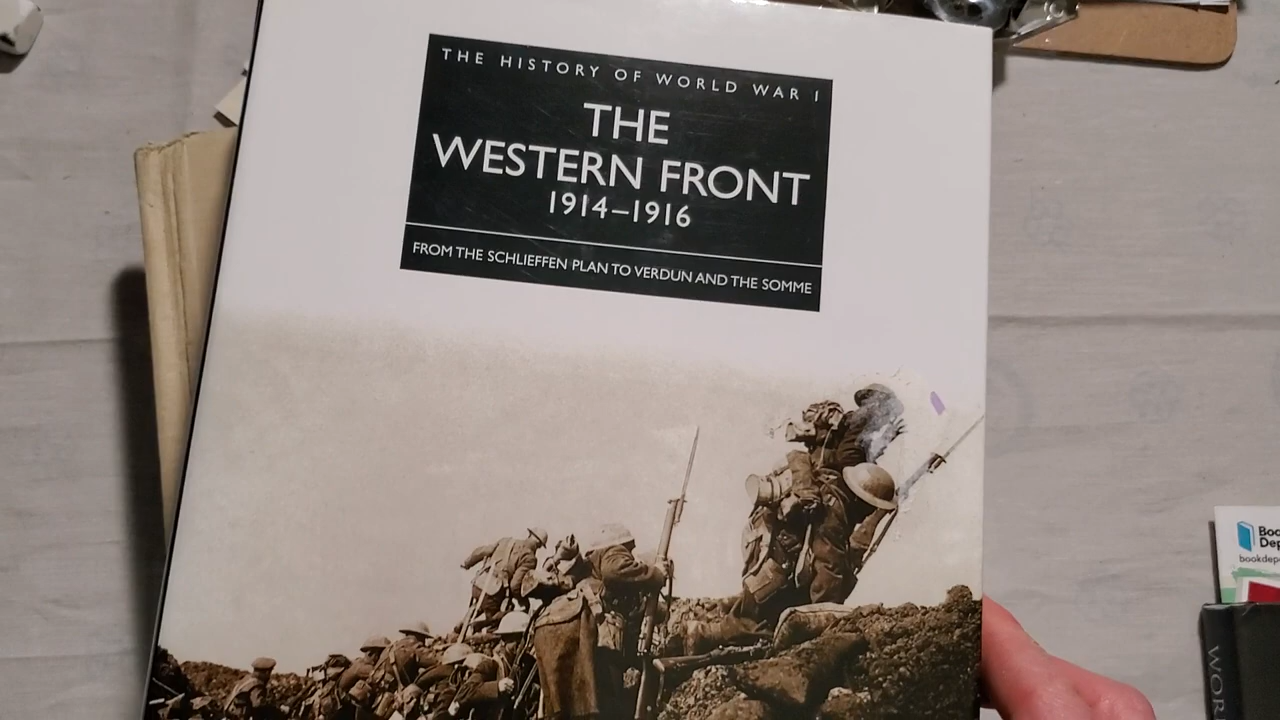 THE HISTORY OF WORLD WAR I
THE
WESTERN FRONT
1914–1916
FROM THE SCHLIEFFEN PLAN TO VERDUN AND THE SOMME